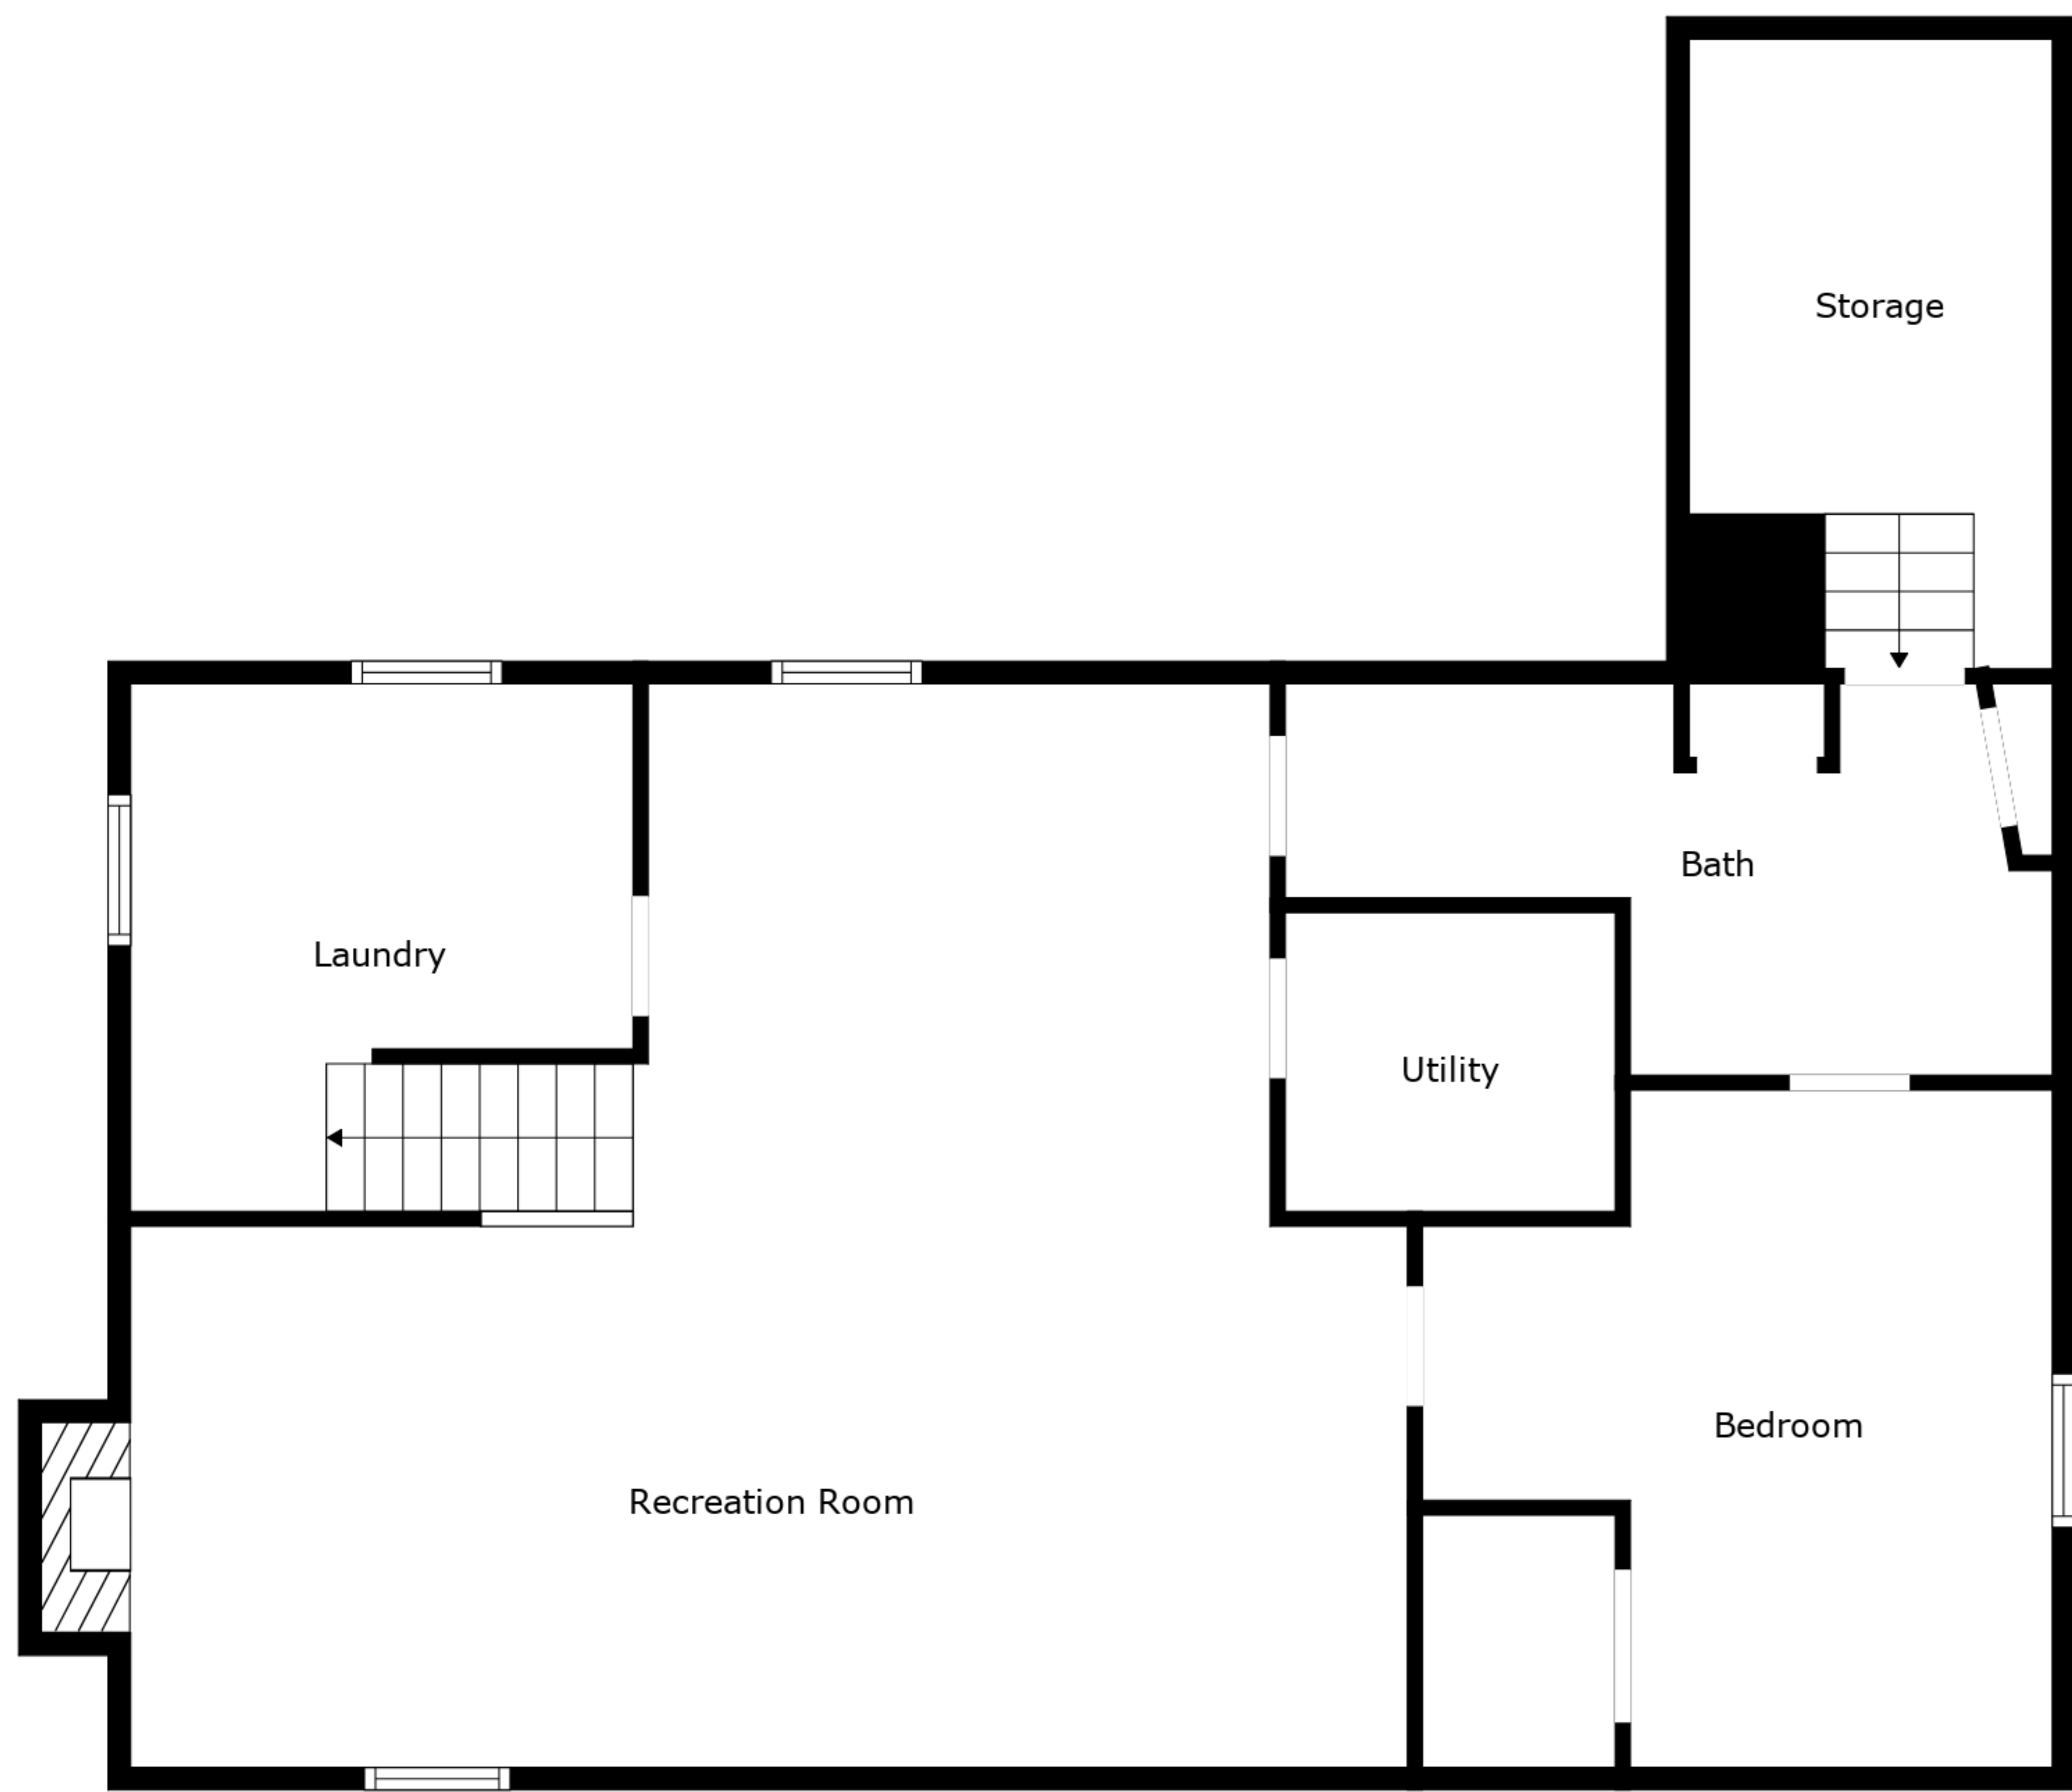 Storage
Bath
Laundry
Utility
Bedroom
Recreation Room